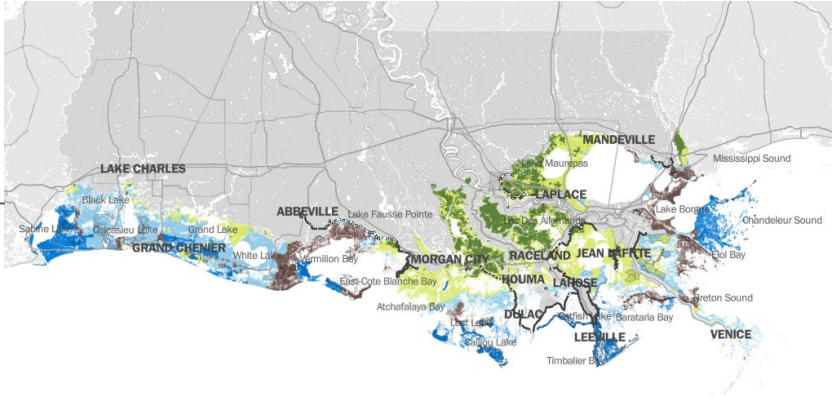 MANDEVILLE
Mississippi Sound
Lake Maurepas
LAKE CHARLES
LAPLACE
Black Lake
ABBEVILLE
Lake Fausse Pointe
Lake Borgne
Chandeleur Sound
Lac Des Allemands
Sabine Lake
Calcasieu Lake
Grand Lake
GRAND CHENIER
White Lake
Vermilion Bay
MORGAN CITY
RACELAND
JEAN LAFITTE
Eloi Bay
East Cote Blanche Bay
HOUMA
LAROSE
Breton Sound
Atchafalaya Bay
DULAC
Catfish Lake
Barataria Bay
Lost Lake
VENICE
Caillou Lake
LEEVILLE
Timbalier Bay